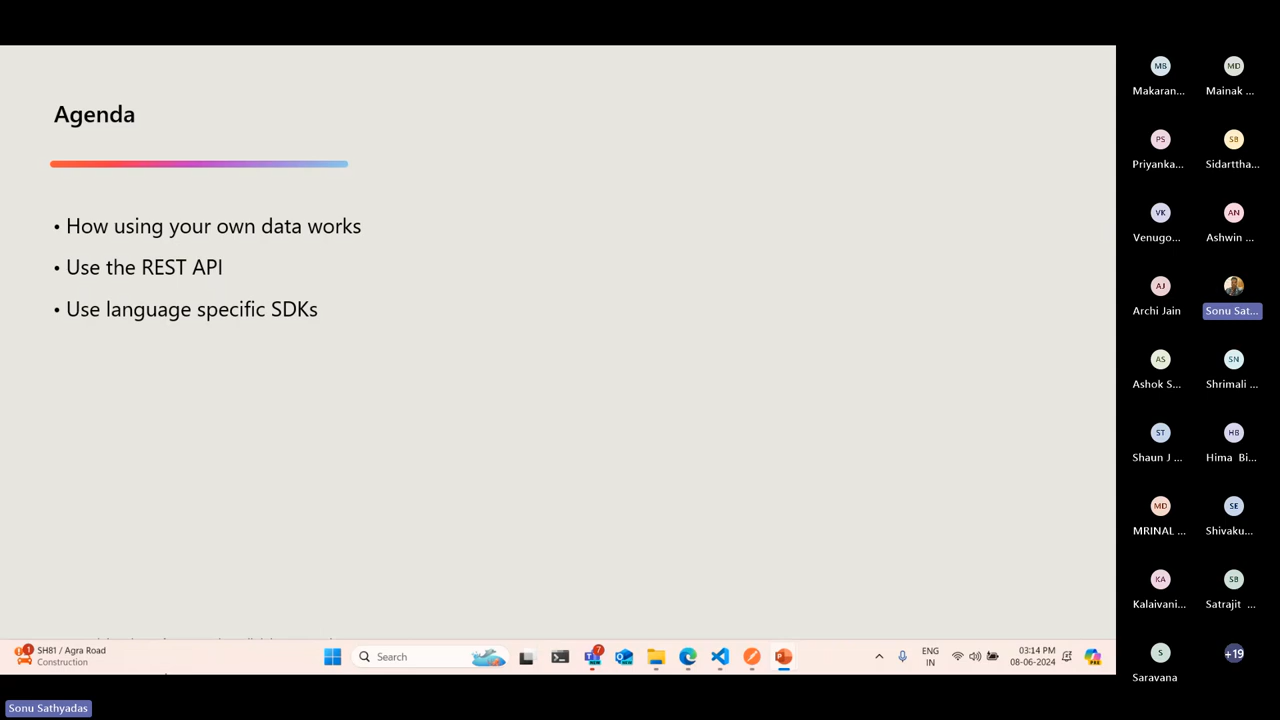 Agenda
• How using your own data works
• Use the REST API
• Use language specific SDKs
MB
Makaran...
MD
Mainak ...
PS
Priyanka...
SB
Sidarttha...
VK
Venugo...
AN
Ashwin ...
AJ
Archi Jain
Sonu Sat...
AS
Ashok S...
SN
Shrimali ...
ST
Shaun J ...
HB
Hima Bi...
MD
MRINAL ...
SE
Shivaku...
KA
Kalaivani...
SB
Satrajit ...
S
Saravana
+19
1
SH81 / Agra Road
Construction
Search
7
NEW
ENG
IN
03:14 PM
08-06-2024
Sonu Sathyadas